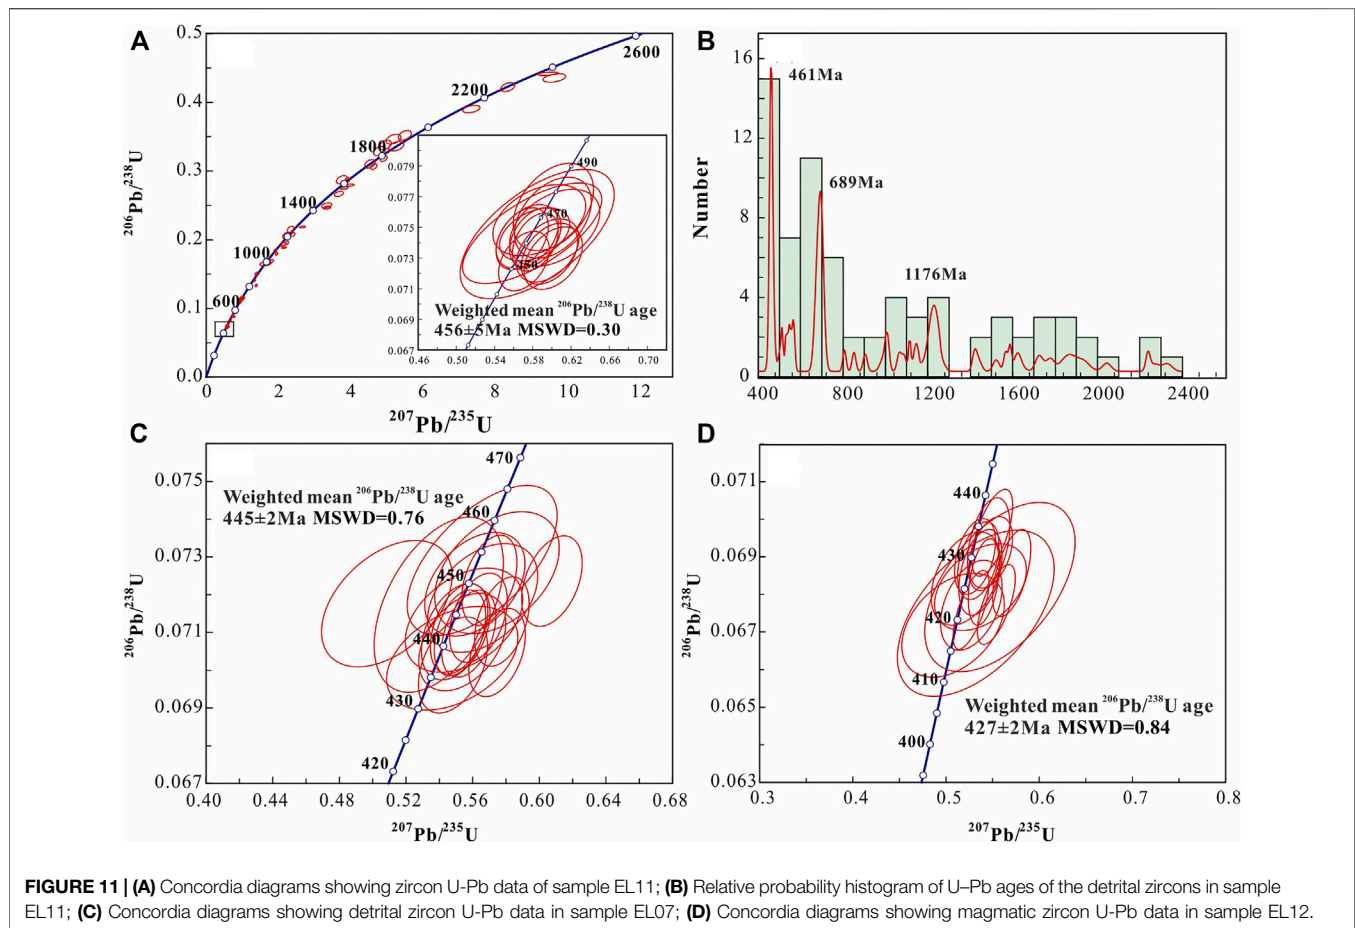 A
0.5
0.4
0.3
0.2
0.1
0.0
206Pb/238U
2600
2200
1800
1400
1000
600
0 2 4 6 8 10 12
207Pb/235U
0.079
0.077
0.075
0.073
0.071
0.069
0.067
490
470
450
Weighted mean 206Pb/238U age
456±5Ma MSWD=0.30
0.46 0.50 0.56 0.62 0.70
B
16
12
8
4
0
Number
461Ma
689Ma
1176Ma
400 800 1200 1600 2000 2400
C
0.075
0.073
0.071
0.069
0.067
206Pb/238U
470
460
450
440
430
420
Weighted mean 206Pb/238U age
445±2Ma MSWD=0.76
0.40 0.44 0.48 0.52 0.56 0.60 0.64 0.68
207Pb/235U
D
0.071
0.069
0.067
0.065
0.063
206Pb/238U
440
430
420
410
400
Weighted mean 206Pb/238U age
427±2Ma MSWD=0.84
0.3 0.4 0.5 0.6 0.7 0.8
207Pb/235U
FIGURE 11 | (A) Concordia diagrams showing zircon U-Pb data of sample EL11; (B) Relative probability histogram of U–Pb ages of the detrital zircons in sample
EL11; (C) Concordia diagrams showing detrital zircon U-Pb data in sample EL07; (D) Concordia diagrams showing magmatic zircon U-Pb data in sample EL12.